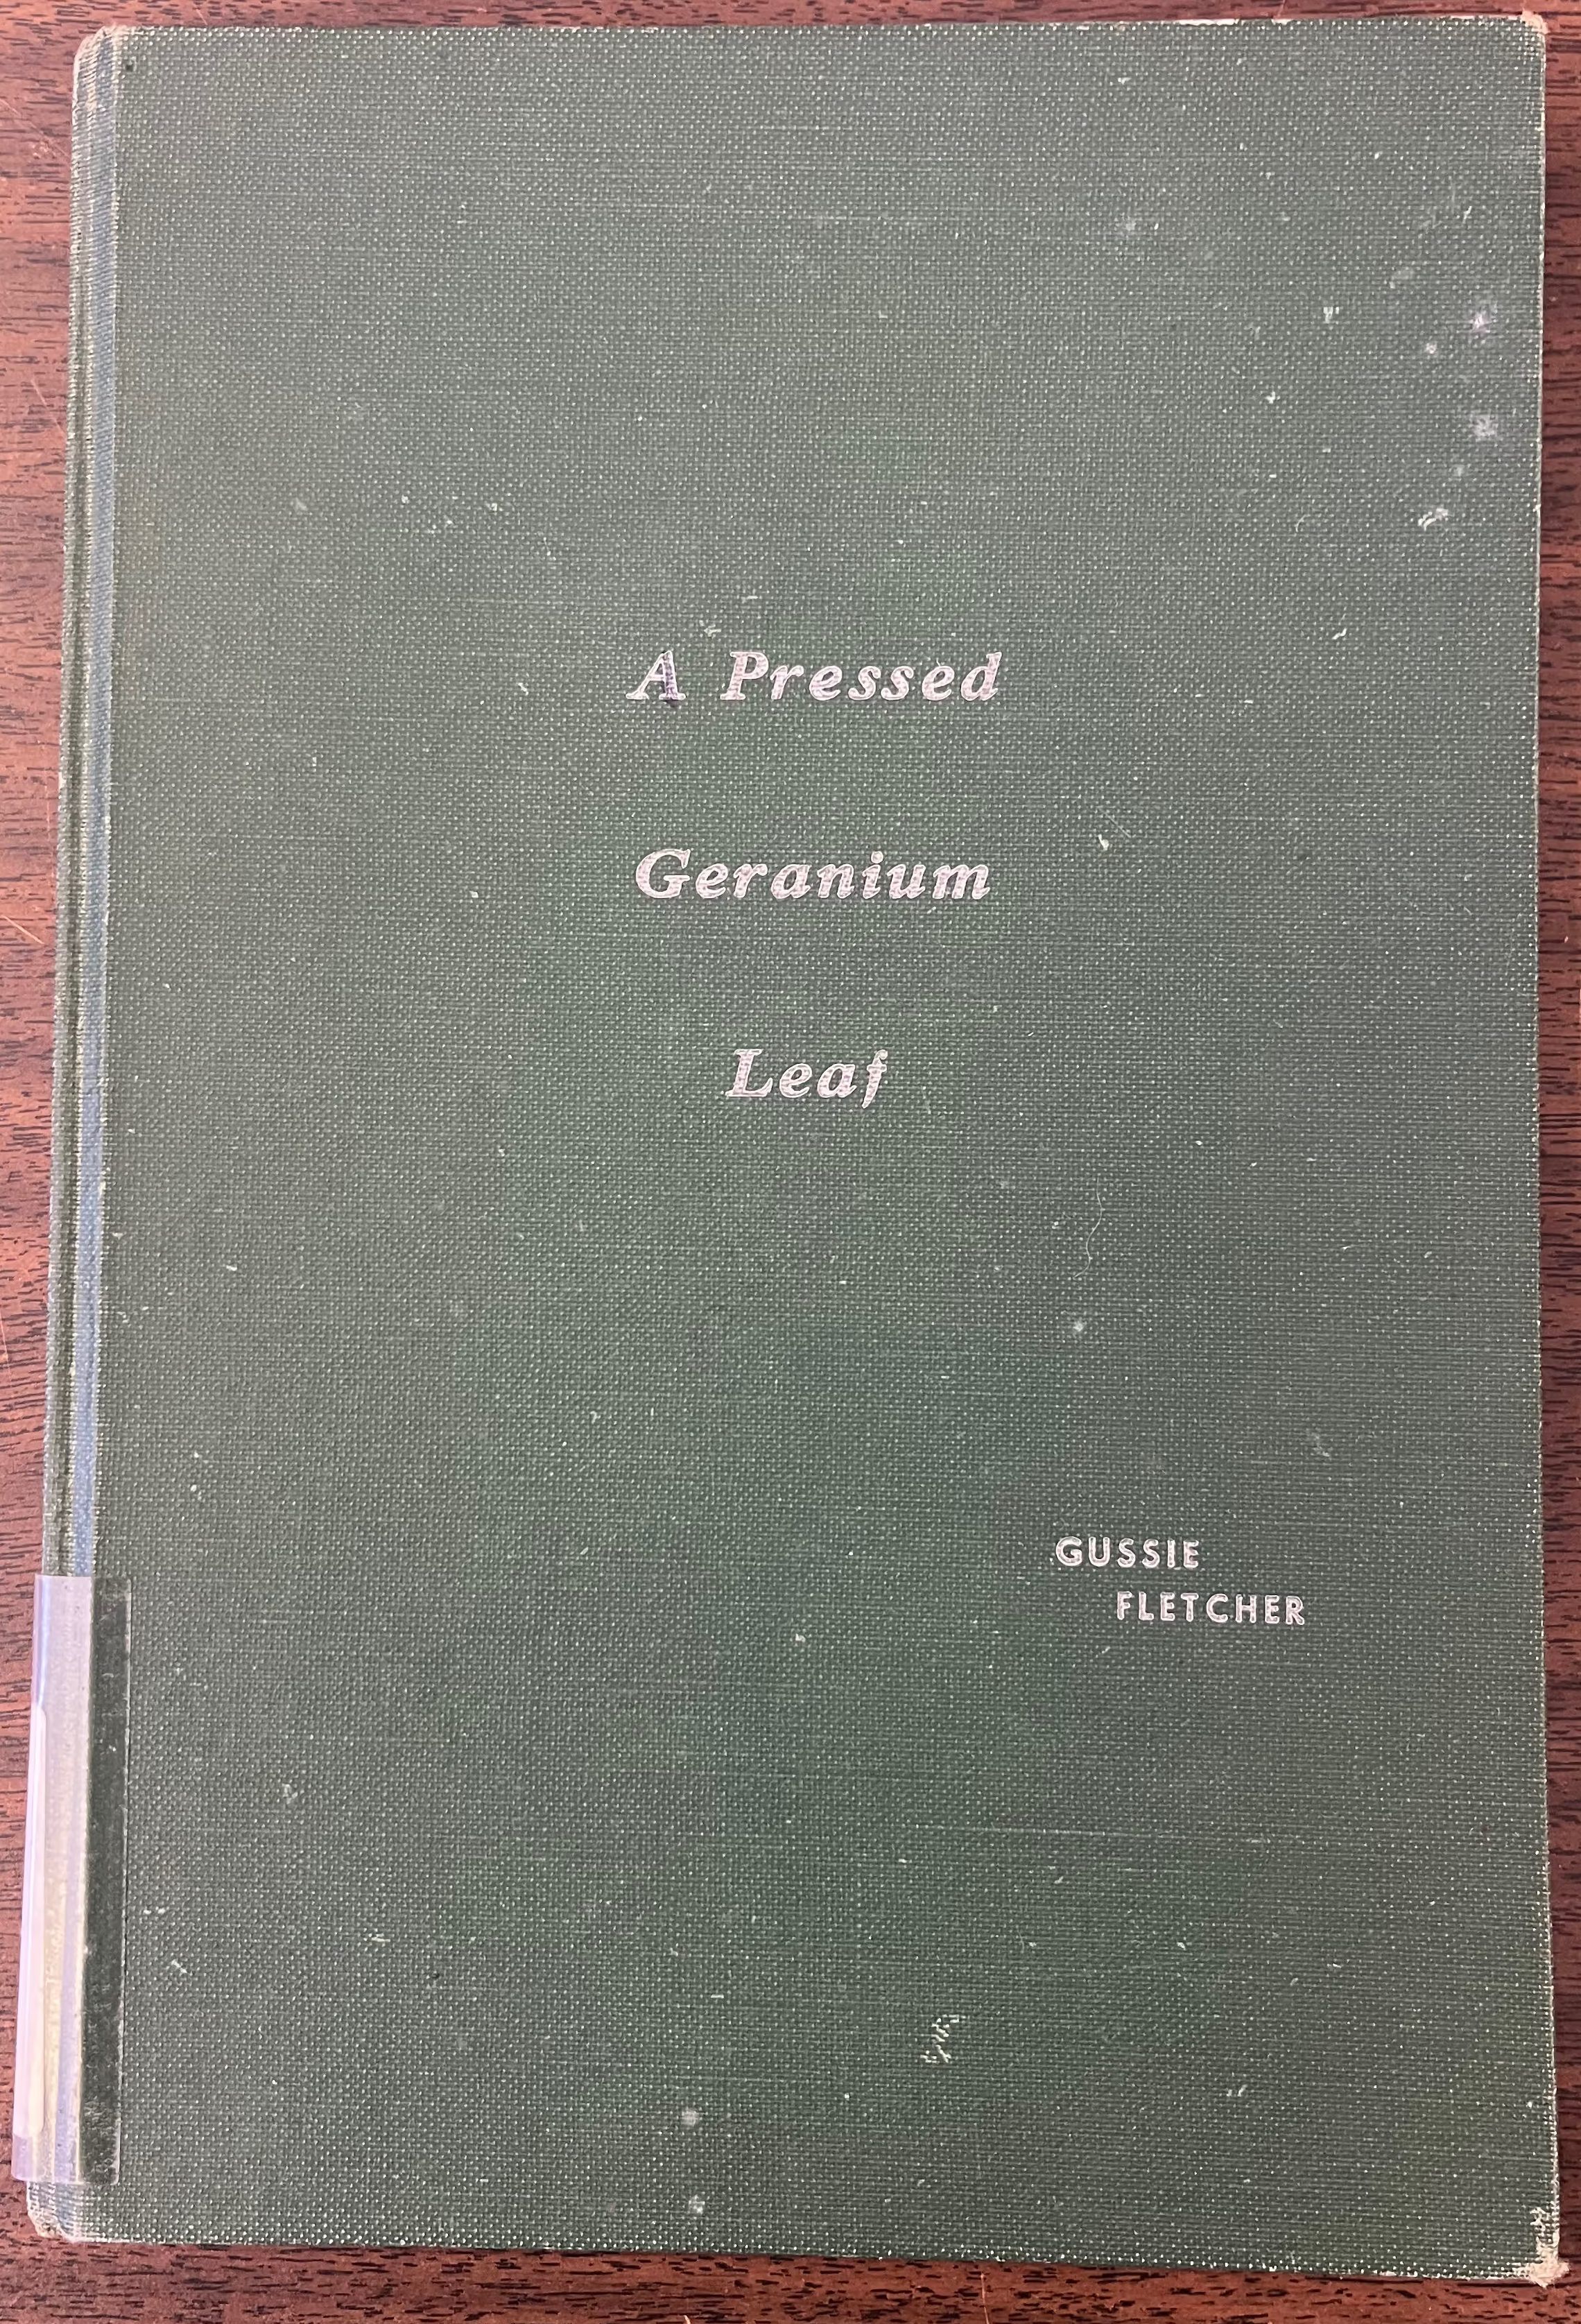 A Pressed
Geranium
Leaf
GUSSIE
FLETCHER